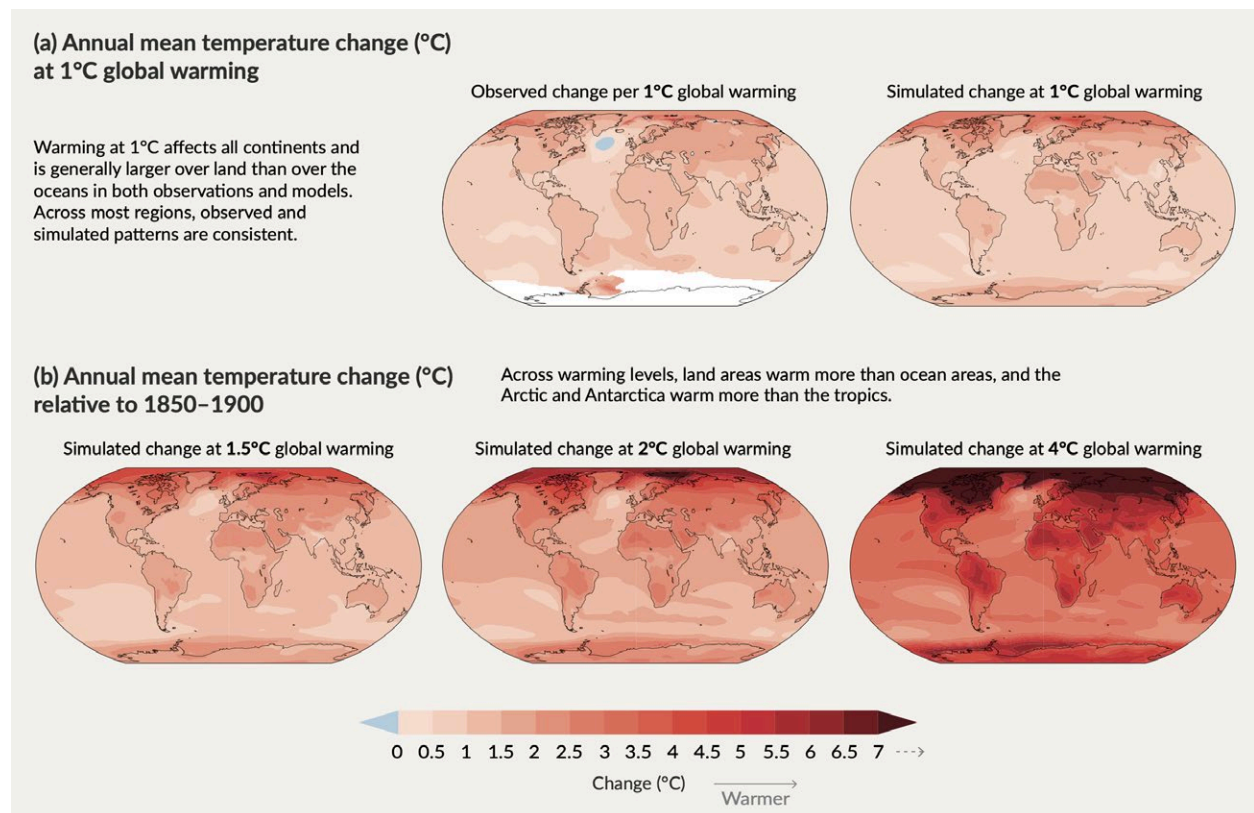 (a) Annual mean temperature change (°C)
at 1°C global warming
Warming at 1°C affects all continents and
is generally larger over land than over the
oceans in both observations and models.
Across most regions, observed and
simulated patterns are consistent.
Observed change per 1°C global warming
Simulated change at 1°C global warming
(b) Annual mean temperature change (°C)
relative to 1850–1900
Across warming levels, land areas warm more than ocean areas, and the
Arctic and Antarctica warm more than the tropics.
Simulated change at 1.5°C global warming
Simulated change at 2°C global warming
Simulated change at 4°C global warming
0 0.5 1 1.5 2 2.5 3 3.5 4 4.5 5 5.5 6 6.5 7
Change (°C)
Warmer